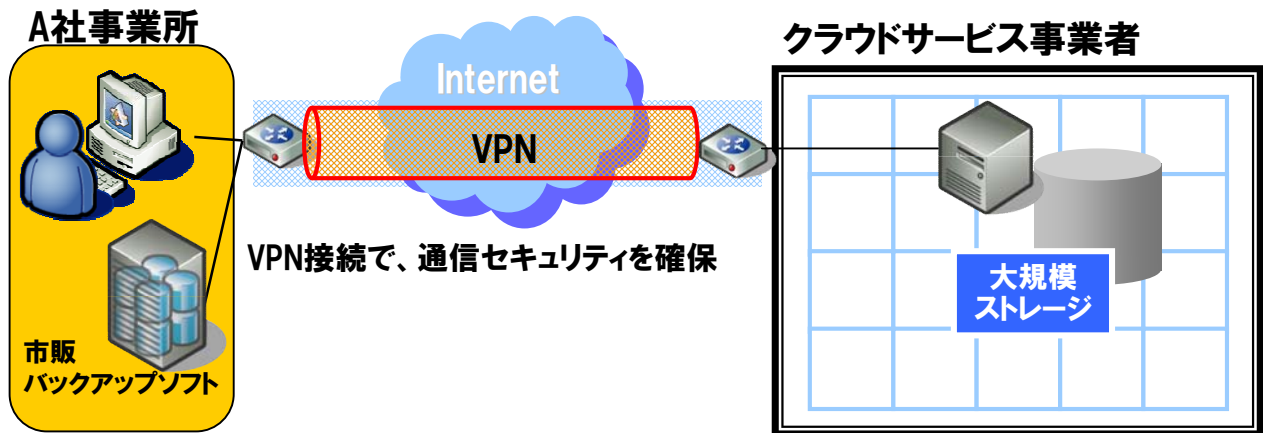 A社事業所
クラウドサービス事業者
Internet
VPN
VPN接続で、通信セキュリティを確保
大規模
ストレージ
市販
バックアップソフト